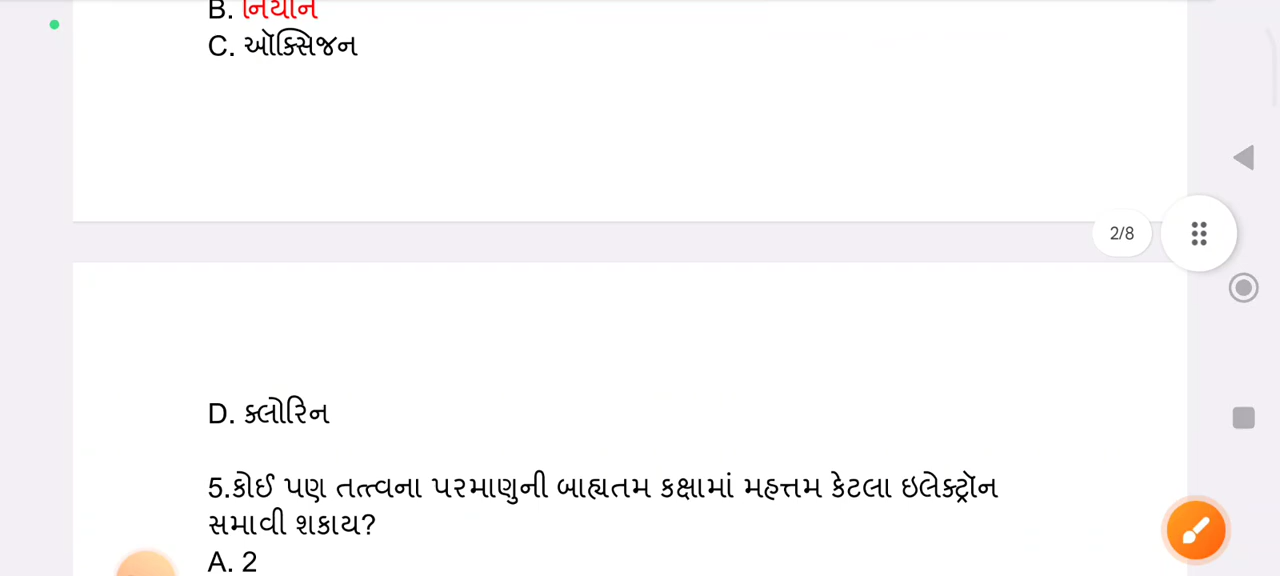 B. નિયોન
C. ઑક્સિજન
2/8
D. ક્લોરિન
5.કોઈ પણ તત્ત્વના પરમાણુની બાહ્યતમ કક્ષામાં મહત્તમ કેટલા ઇલેક્ટ્રૉન
સમાવી શકાય?
A. 2